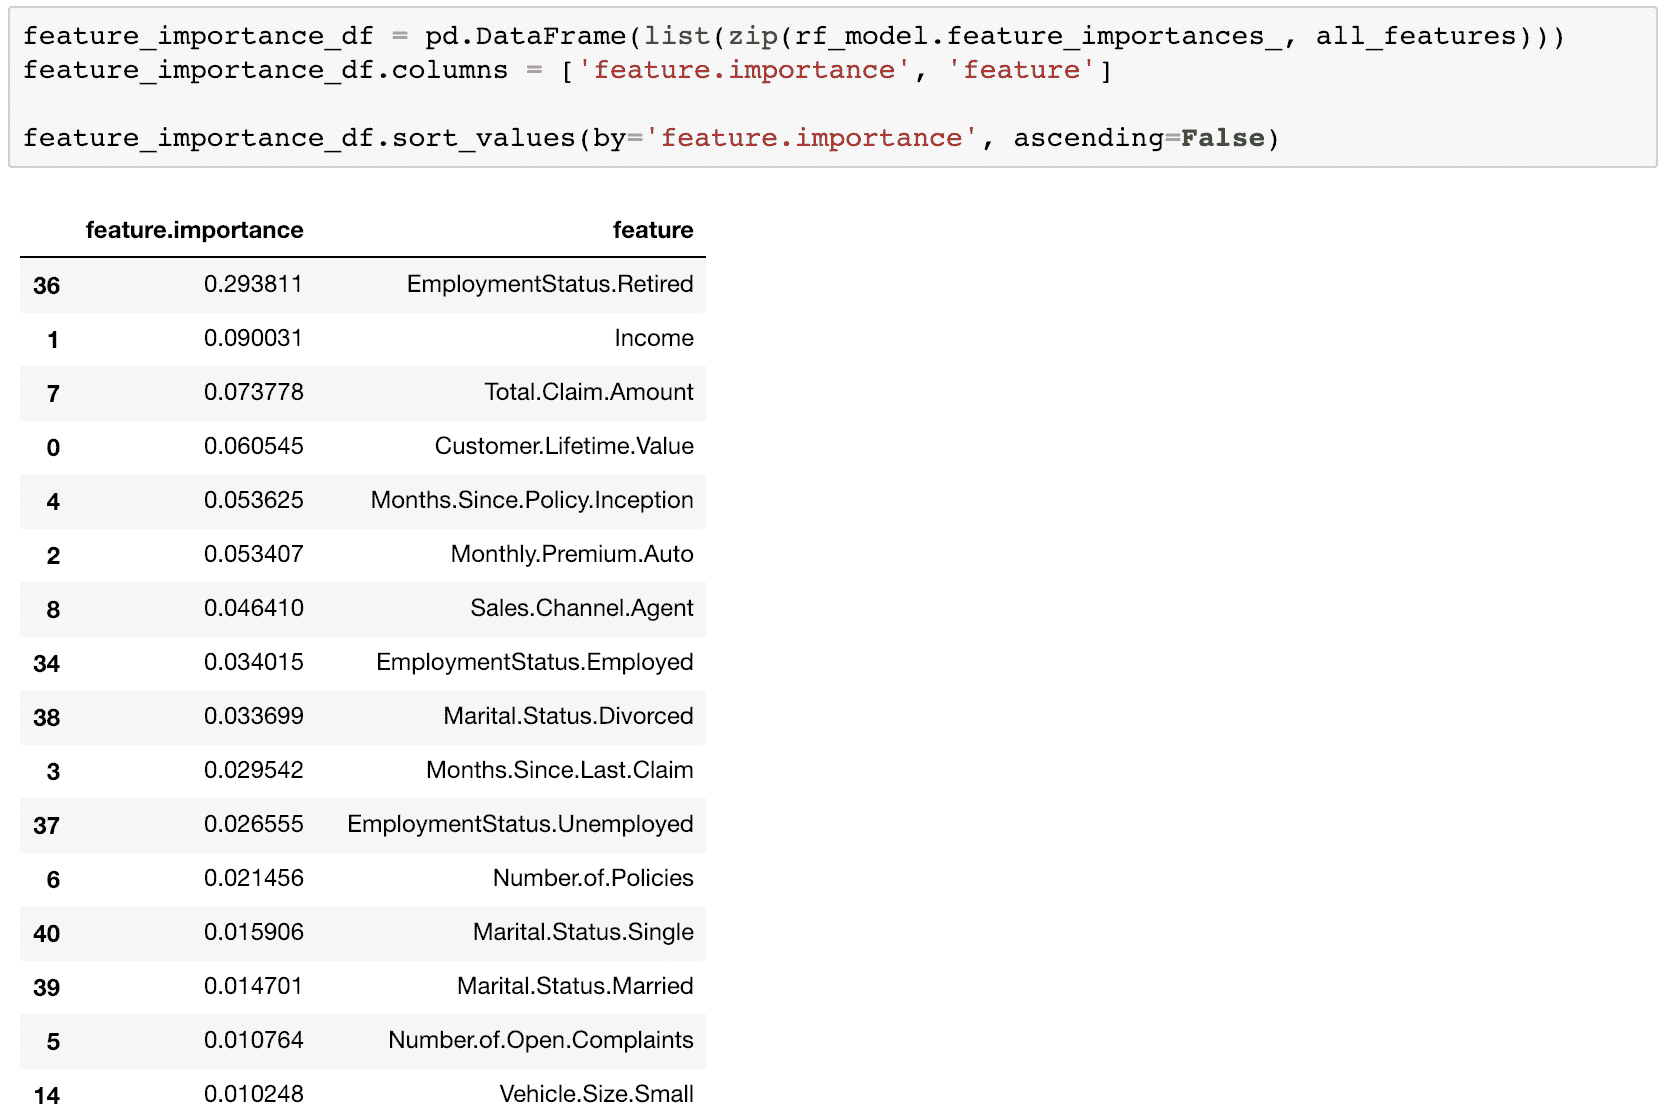 feature_importance_df = pd.DataFrame(list(zip(rf_model.feature_importances_, all_features)))
feature_importance_df.columns = ['feature.importance', 'feature']
feature_importance_df.sort_values(by='feature.importance', ascending=False)
feature.importance feature
36 0.293811 EmploymentStatus.Retired
1 0.090031 Income
7 0.073778 Total.Claim.Amount
0 0.060545 Customer.Lifetime.Value
4 0.053625 Months.Since.Policy.Inception
2 0.053407 Monthly.Premium.Auto
8 0.046410 Sales.Channel.Agent
34 0.034015 EmploymentStatus.Employed
38 0.033699 Marital.Status.Divorced
3 0.029542 Months.Since.Last.Claim
37 0.026555 EmploymentStatus.Unemployed
6 0.021456 Number.of.Policies
40 0.015906 Marital.Status.Single
39 0.014701 Marital.Status.Married
5 0.010764 Number.of.Open.Complaints
14 0.010248 Vehicle.Size.Small